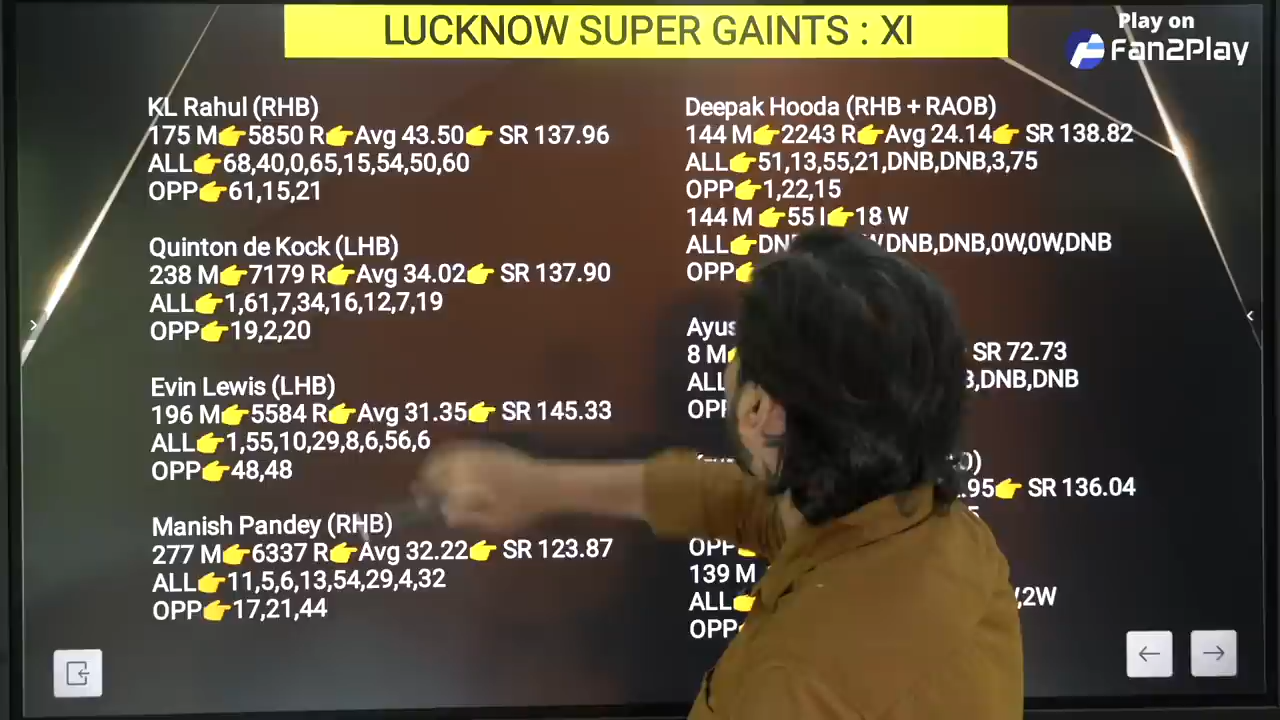 LUCKNOW SUPER GAINTS : XI
Play on
Fan2Play
KL Rahul (RHB)
175 M👉5850 R👉Avg 43.50👉 SR 137.96
ALL👉68,40,0,65,15,54,50,60
OPP👉61,15,21
Quinton de Kock (LHB)
238 M👉7179 R👉Avg 34.02👉 SR 137.90
ALL👉1,61,7,34,16,12,7,19
OPP👉19,2,20
Evin Lewis (LHB)
196 M👉5584 R👉Avg 31.35👉 SR 145.33
ALL👉1,55,10,29,8,6,56,6
OPP👉48,48
Manish Pandey (RHB)
277 M👉6337 R👉Avg 32.22👉 SR 123.87
ALL👉11,5,6,13,54,29,4,32
OPP👉17,21,44
Deepak Hooda (RHB + RAOB)
144 M👉2243 R👉Avg 24.14👉 SR 138.82
ALL👉51,13,55,21,DNB,DNB,3,75
OPP👉1,22,15
144 M 👉55 I👉18 W
ALL👉 DNB,DNB,0W,0W,DNB
OPP👉
8 M 👉 SR 72.73
ALL ,DNB,DNB
👉 SR 136.04
OPP👉
139 M
ALL👉 ,2W
OPP👉